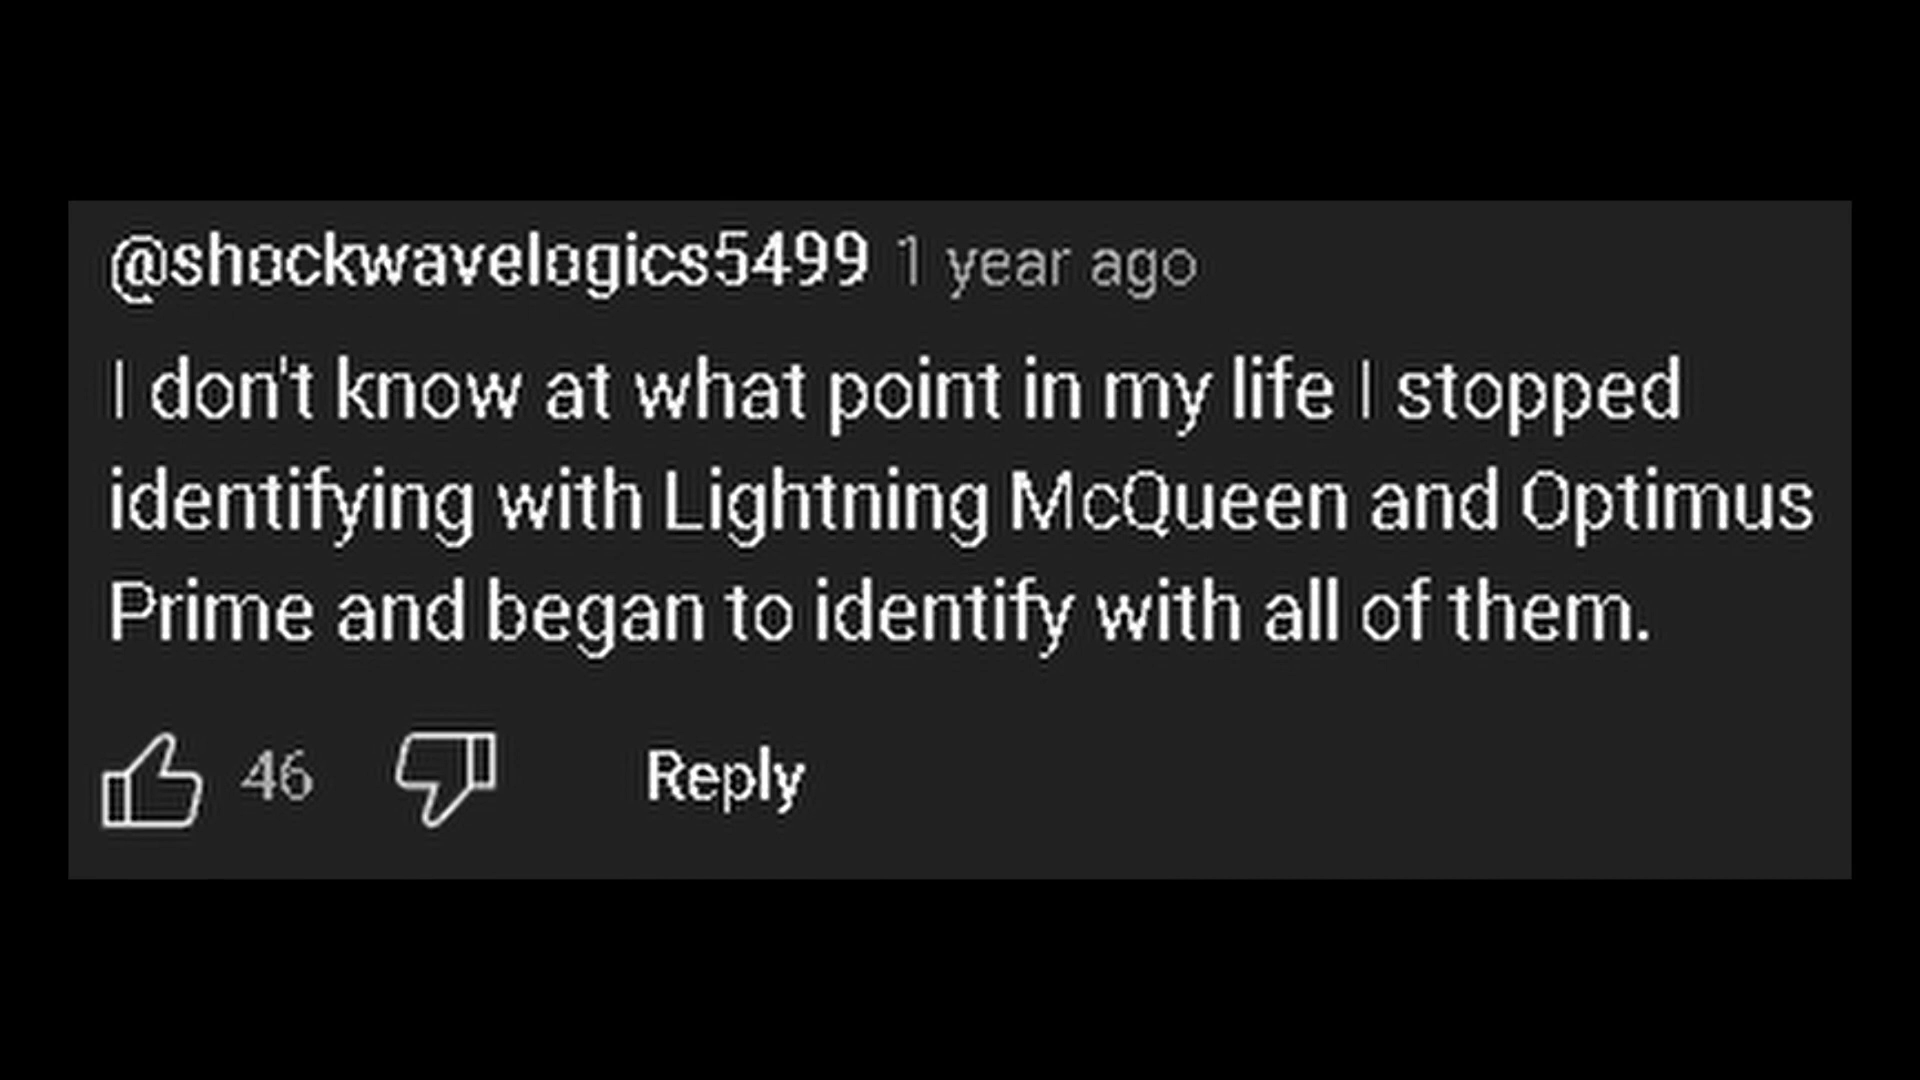 @shockwavelogics5499 1 year ago
I don't know at what point in my life I stopped
identifying with Lightning McQueen and Optimus
Prime and began to identify with all of them.
46 Reply